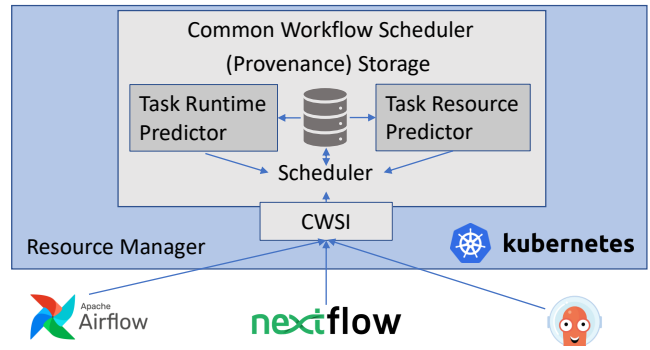 Common Workflow Scheduler
(Provenance) Storage
Task Runtime
Predictor
Task Resource
Predictor
Scheduler
CWSI
Resource Manager
kubernetes
Apache
Airflow
nextflow